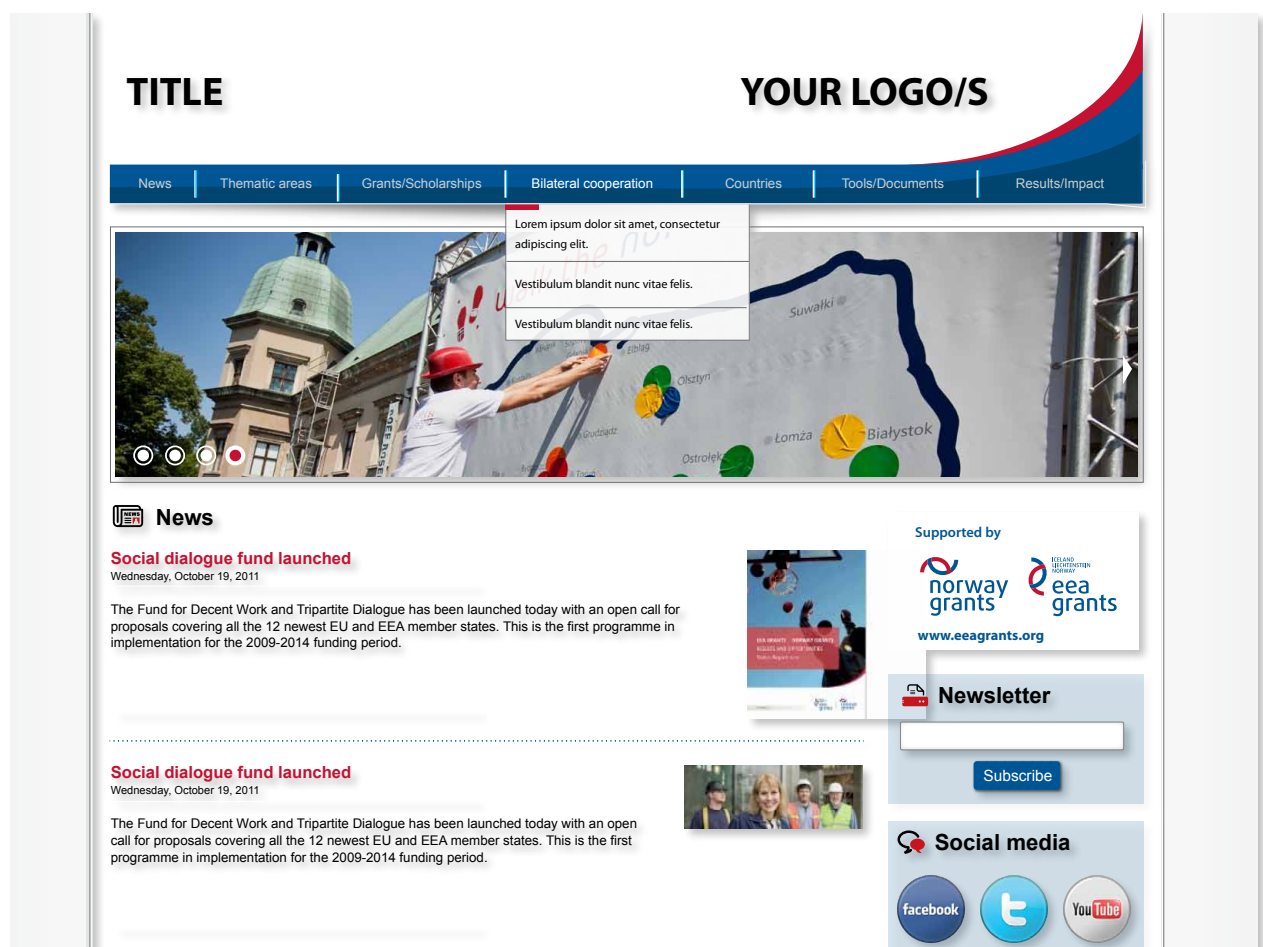 TITLE
YOUR LOGO/S
News
Thematic areas
Grants/Scholarships
Bilateral cooperation
Countries
Tools/Documents
Results/Impact
Lorem ipsum dolor sit amet, consectetur
adipiscing elit.
Vestibulum blandit nunc vitae felis.
Vestibulum blandit nunc vitae felis.
walk the
Suwałki
Elbląg
Olsztyn
Grudziądz
Łomża
Białystok
Ostrołęk
News
Social dialogue fund launched
Wednesday, October 19, 2011
The Fund for Decent Work and Tripartite Dialogue has been launched today with an open call for
proposals covering all the 12 newest EU and EEA member states. This is the first programme in
implementation for the 2009-2014 funding period.
Supported by
norway
grants
ICELAND
LIECHTENSTEIN
NORWAY
eea
grants
www.eeagrants.org
Newsletter
Subscribe
Social dialogue fund launched
Wednesday, October 19, 2011
The Fund for Decent Work and Tripartite Dialogue has been launched today with an open
call for proposals covering all the 12 newest EU and EEA member states. This is the first
programme in implementation for the 2009-2014 funding period.
Social media
facebook
You Tube